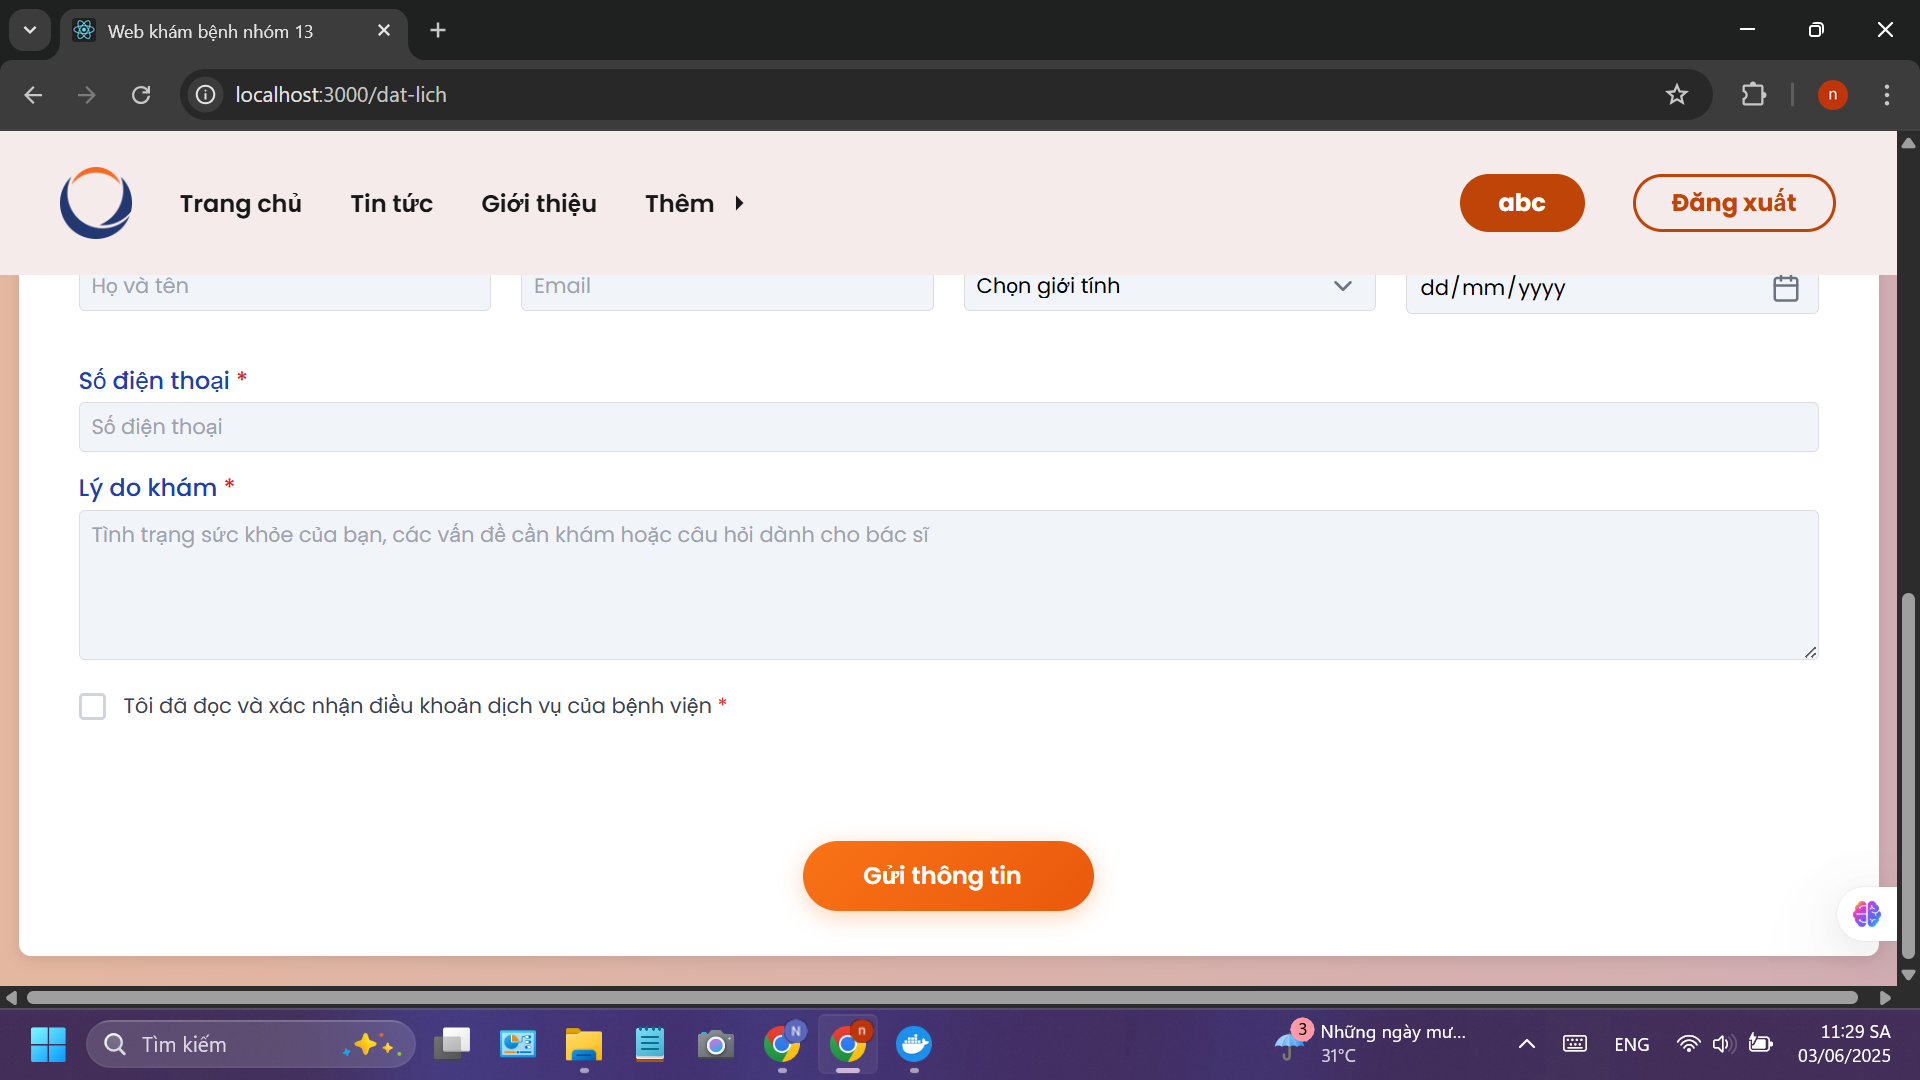 Web khám bệnh nhóm 13
localhost:3000/dat-lich
n
Trang chủ
Tin tức
Giới thiệu
Thêm
abc
Đăng xuất
Họ và tên
Email
Chọn giới tính
dd/mm/yyyy
Số điện thoại *
Số điện thoại
Lý do khám *
Tình trạng sức khỏe của bạn, các vấn đề cần khám hoặc câu hỏi dành cho bác sĩ
Tôi đã đọc và xác nhận điều khoản dịch vụ của bệnh viện *
Gửi thông tin
Tìm kiếm
N
n
3
Những ngày mư...
31°C
ENG
11:29 SA
03/06/2025